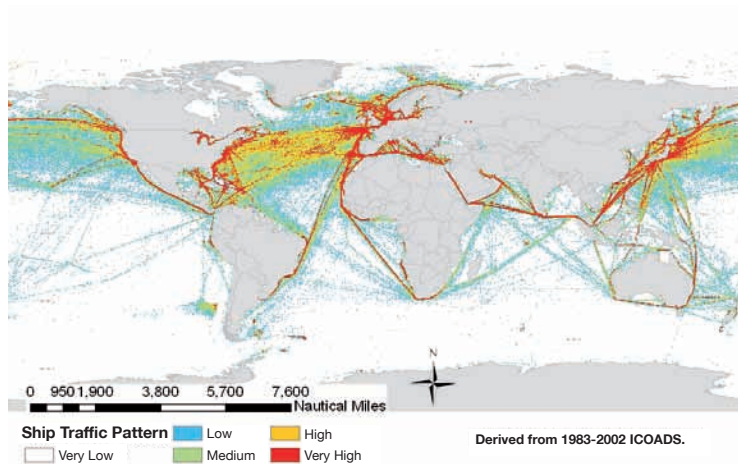 N
0 950 1,900 3,800 5,700 7,600
Nautical Miles
Ship Traffic Pattern
Low
High
Very Low
Medium
Very High
Derived from 1983-2002 ICOADS.